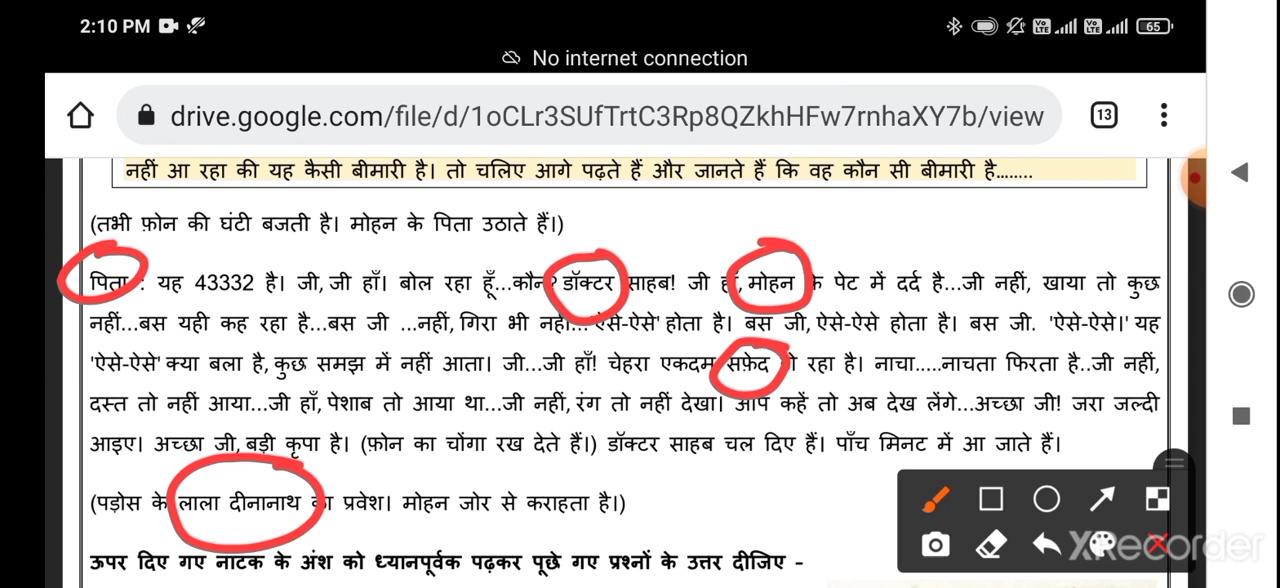 2:10 PM
VO LTE VO LTE 65
No internet connection
drive.google.com/file/d/1oCLr3SUfTrtC3Rp8QZkhHFw7rnhaXY7b/view
13
नहीं आ रहा की यह कैसी बीमारी है। तो चलिए आगे पढ़ते हैं और जानते हैं कि वह कौन सी बीमारी है........
(तभी फ़ोन की घंटी बजती है। मोहन के पिता उठाते हैं।)
पिता : यह 43332 है। जी, जी हाँ। बोल रहा हूँ...कौन? डॉक्टर साहब! जी हाँ, मोहन के पेट में दर्द है...जी नहीं, खाया तो कुछ
नहीं...बस यही कह रहा है...बस जी ...नहीं, गिरा भी नहीं...'ऐसे-ऐसे' होता है। बस जी, ऐसे-ऐसे होता है। बस जी. 'ऐसे-ऐसे।' यह
'ऐसे-ऐसे' क्या बला है, कुछ समझ में नहीं आता। जी...जी हाँ! चेहरा एकदम सफ़ेद हो रहा है। नाचा.....नाचता फिरता है..जी नहीं,
दस्त तो नहीं आया...जी हाँ, पेशाब तो आया था...जी नहीं, रंग तो नहीं देखा। आप कहें तो अब देख लेंगे...अच्छा जी! जरा जल्दी
आइए। अच्छा जी, बड़ी कृपा है। (फ़ोन का चोंगा रख देते हैं।) डॉक्टर साहब चल दिए हैं। पाँच मिनट में आ जाते हैं।
(पड़ोस के लाला दीनानाथ का प्रवेश। मोहन जोर से कराहता है।)
ऊपर दिए गए नाटक के अंश को ध्यानपूर्वक पढ़कर पूछे गए प्रश्नों के उत्तर दीजिए -
XRecorder